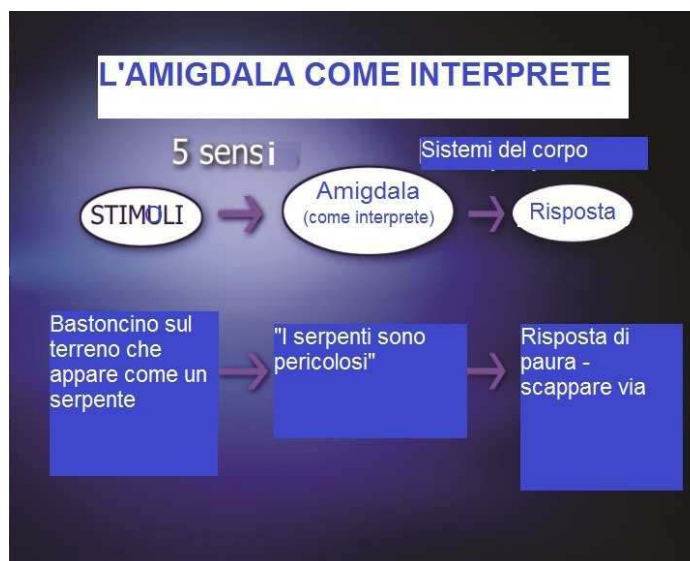 L'AMIGDALA COME INTERPRETE
5 sensi
Sistemi del corpo
STIMOLI
Amigdala
(come interprete)
Risposta
Bastoncino sul
terreno che
appare come un
serpente
"I serpenti sono
pericolosi"
Risposta di
paura -
scappare via